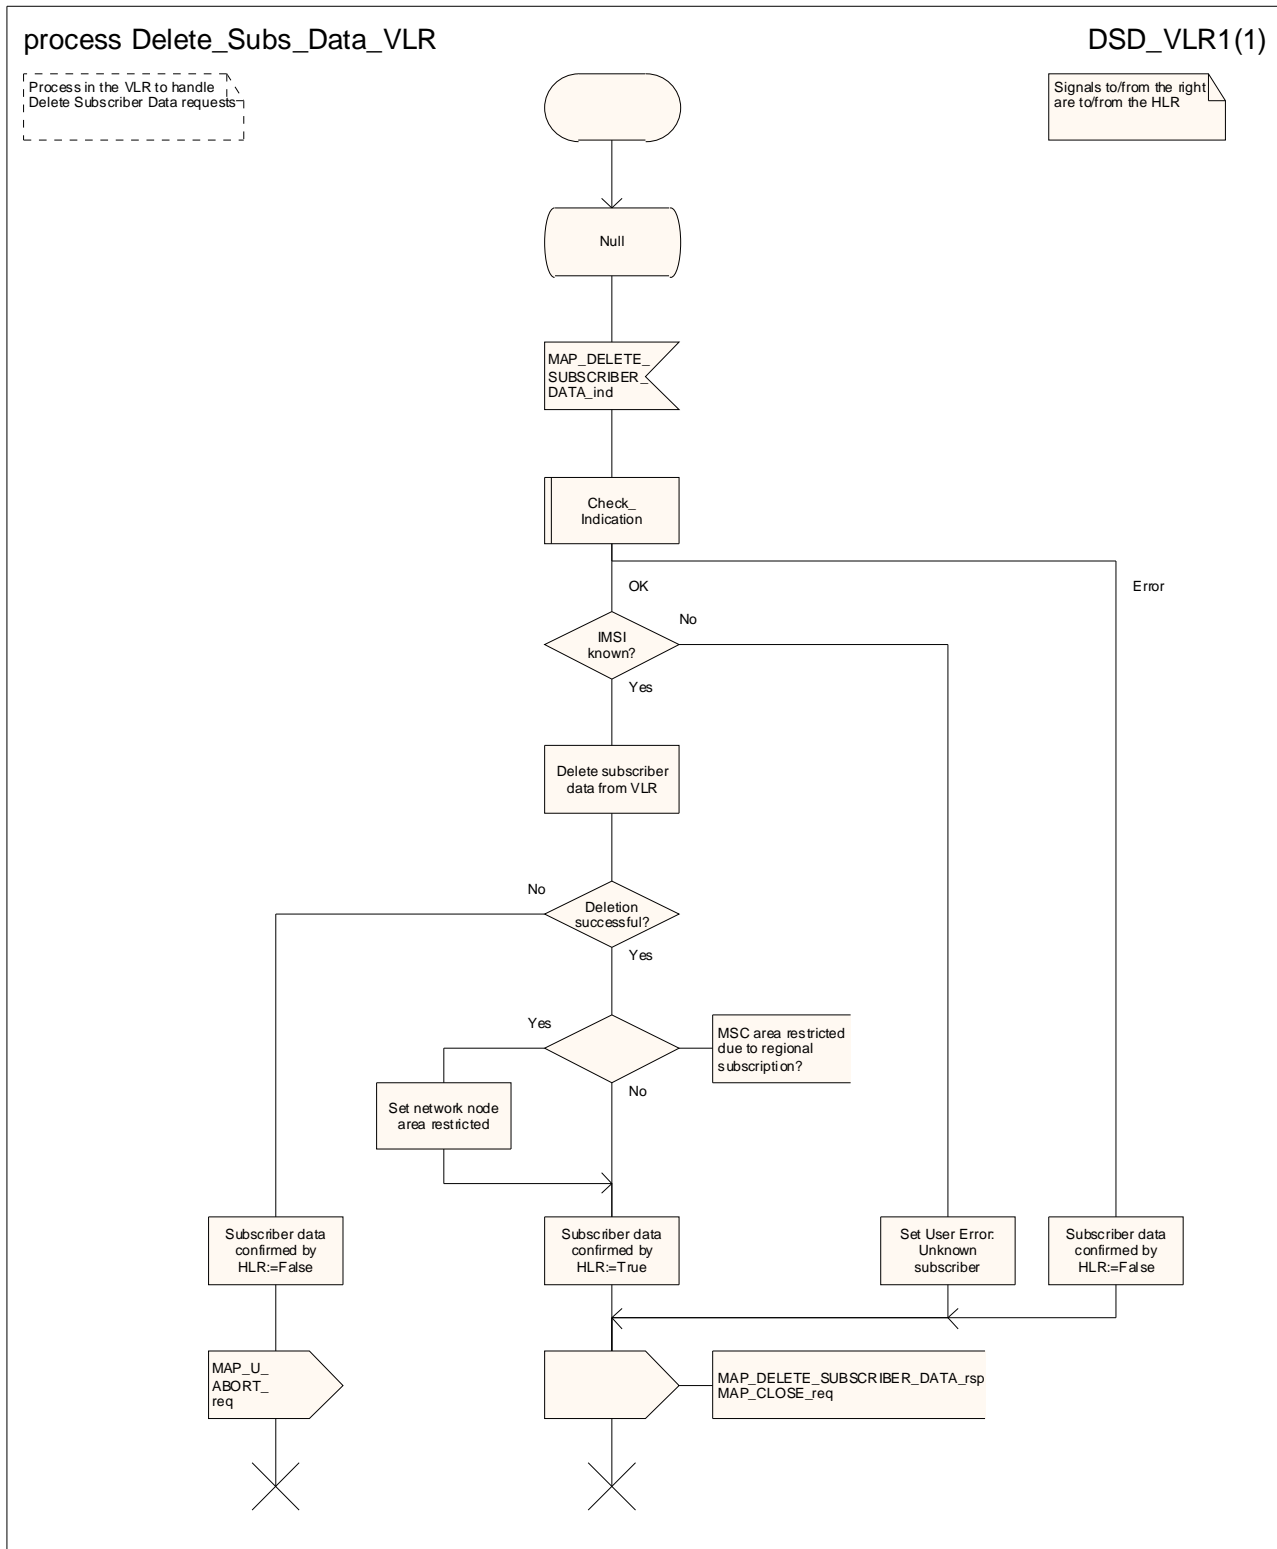 process Delete_Subs_Data_VLR
DSD_VLR1(1)
Process in the VLR to handle
Delete Subscriber Data requests
Signals to/from the right
are to/from the HLR
Null
MAP_DELETE_
SUBSCRIBER_
DATA_ind
Check_
Indication
OK
Error
IMSI
known?
No
Yes
Delete subscriber
data from VLR
No
Deletion
successful?
Yes
Yes
MSC area restricted
due to regional
subscription?
No
Set network node
area restricted
Subscriber data
confirmed by
HLR:=False
Subscriber data
confirmed by
HLR:=True
Set User Error:
Unknown
subscriber
Subscriber data
confirmed by
HLR:=False
MAP_U_
ABORT_
req
MAP_DELETE_SUBSCRIBER_DATA_rsp
MAP_CLOSE_req